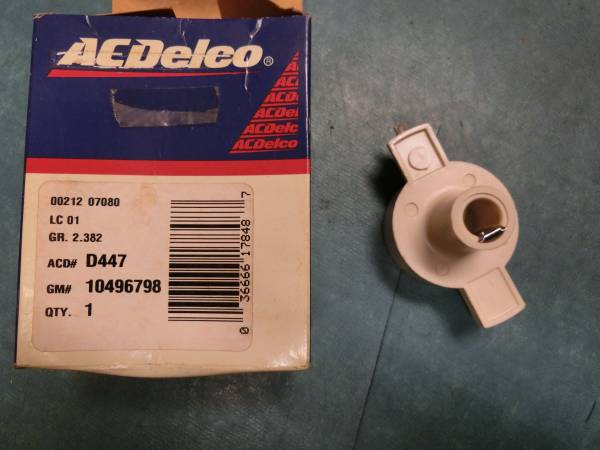 ACDelco®
ACDelco
ACDelco
ACDelco
ACDelco
00212 07080
LC 01
GR. 2.382
ACD# D447
GM# 10496798
QTY. 1
0 36666 17848 7